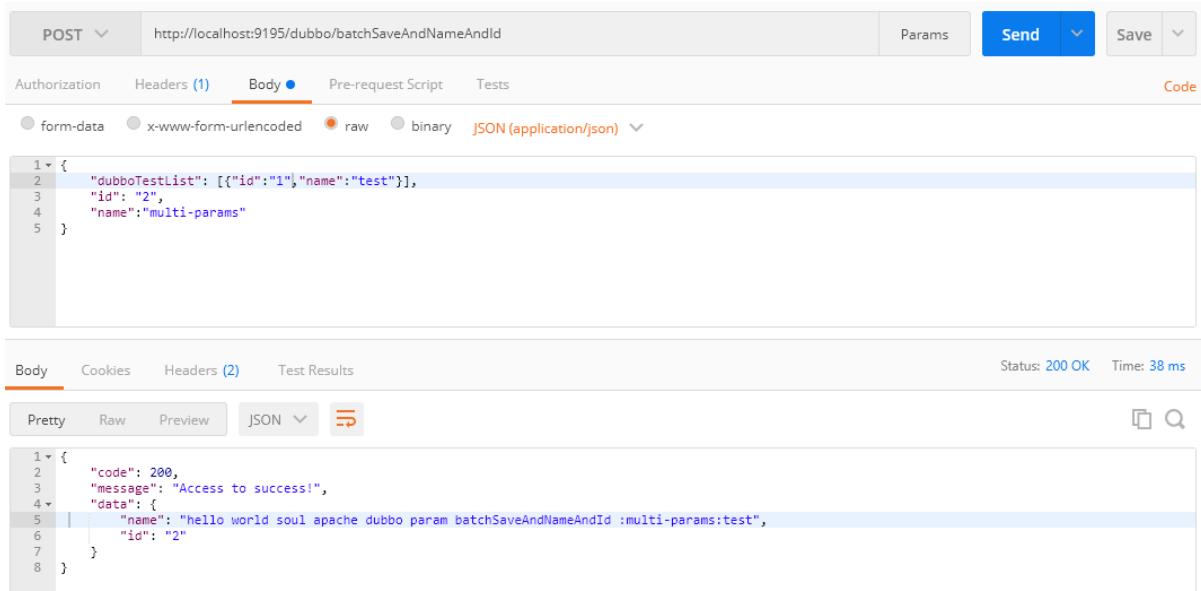 POST http://localhost:9195/dubbo/batchSaveAndNameAndId Params Send Save
Authorization Headers (1) Body Pre-request Script Tests Code
form-data x-www-form-urlencoded raw binary JSON (application/json)
1 {
2 "dubboTestList": [{"id":"1","name":"test"}],
3 "id": "2",
4 "name":"multi-params"
5 }
Body Cookies Headers (2) Test Results Status: 200 OK Time: 38 ms
Pretty Raw Preview JSON
1 {
2 "code": 200,
3 "message": "Access to success!",
4 "data": {
5 "name": "hello world soul apache dubbo param batchSaveAndNameAndId :multi-params:test",
6 "id": "2"
7 }
8 }